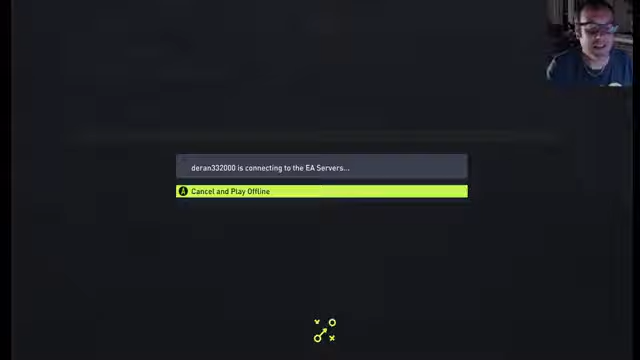 deran332000 is connecting to the EA Servers...
A Cancel and Play Offline